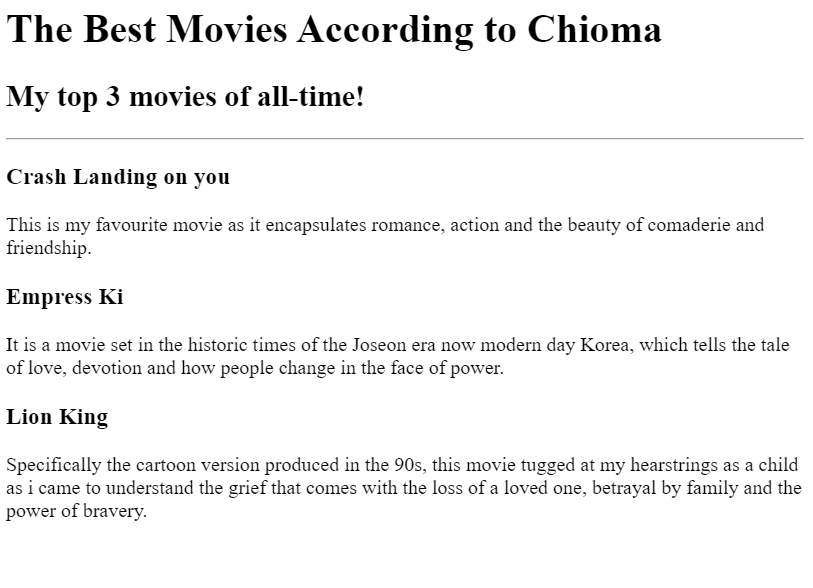 The Best Movies According to Chioma
My top 3 movies of all-time!
Crash Landing on you
This is my favourite movie as it encapsulates romance, action and the beauty of comaderie and
friendship.
Empress Ki
It is a movie set in the historic times of the Joseon era now modern day Korea, which tells the tale
of love, devotion and how people change in the face of power.
Lion King
Specifically the cartoon version produced in the 90s, this movie tugged at my hearstrings as a child
as i came to understand the grief that comes with the loss of a loved one, betrayal by family and the
power of bravery.